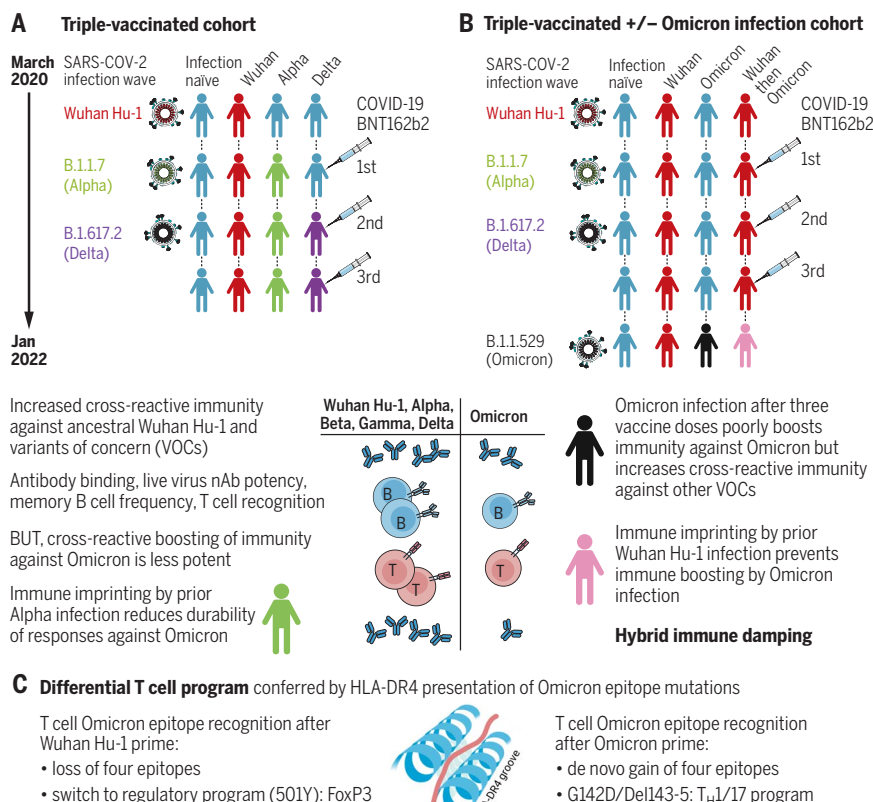 A Triple-vaccinated cohort
March
2020
SARS-COV-2
infection wave
Infection
naïve
Wuhan
Alpha
Delta
Wuhan Hu-1
COVID-19
BNT162b2
B.1.1.7
(Alpha)
1st
B.1.617.2
(Delta)
2nd
3rd
Jan
2022
B Triple-vaccinated +/– Omicron infection cohort
SARS-COV-2
infection wave
Infection
naïve
Wuhan
Omicron
Wuhan
then
Omicron
Wuhan Hu-1
COVID-19
BNT162b2
B.1.1.7
(Alpha)
1st
B.1.617.2
(Delta)
2nd
3rd
B.1.1.529
(Omicron)
Increased cross-reactive immunity
against ancestral Wuhan Hu-1 and
variants of concern (VOCs)
Antibody binding, live virus nAb potency,
memory B cell frequency, T cell recognition
BUT, cross-reactive boosting of immunity
against Omicron is less potent
Immune imprinting by prior
Alpha infection reduces durability
of responses against Omicron
Wuhan Hu-1, Alpha,
Beta, Gamma, Delta
Omicron
B
B
B
T
T
T
Omicron infection after three
vaccine doses poorly boosts
immunity against Omicron but
increases cross-reactive immunity
against other VOCs
Immune imprinting by prior
Wuhan Hu-1 infection prevents
immune boosting by Omicron
infection
Hybrid immune damping
C Differential T cell program conferred by HLA-DR4 presentation of Omicron epitope mutations
T cell Omicron epitope recognition after
Wuhan Hu-1 prime:
• loss of four epitopes
• switch to regulatory program (501Y): FoxP3
groove
T cell Omicron epitope recognition
after Omicron prime:
• de novo gain of four epitopes
• G142D/Del143-5: TH1/17 program